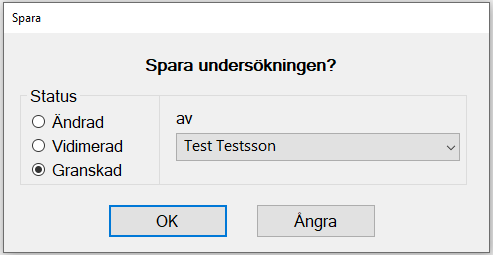 Spara
Spara undersökningen?
Status
Ändrad
Vidimerad
Granskad
av
Test Testsson
OK
Ångra